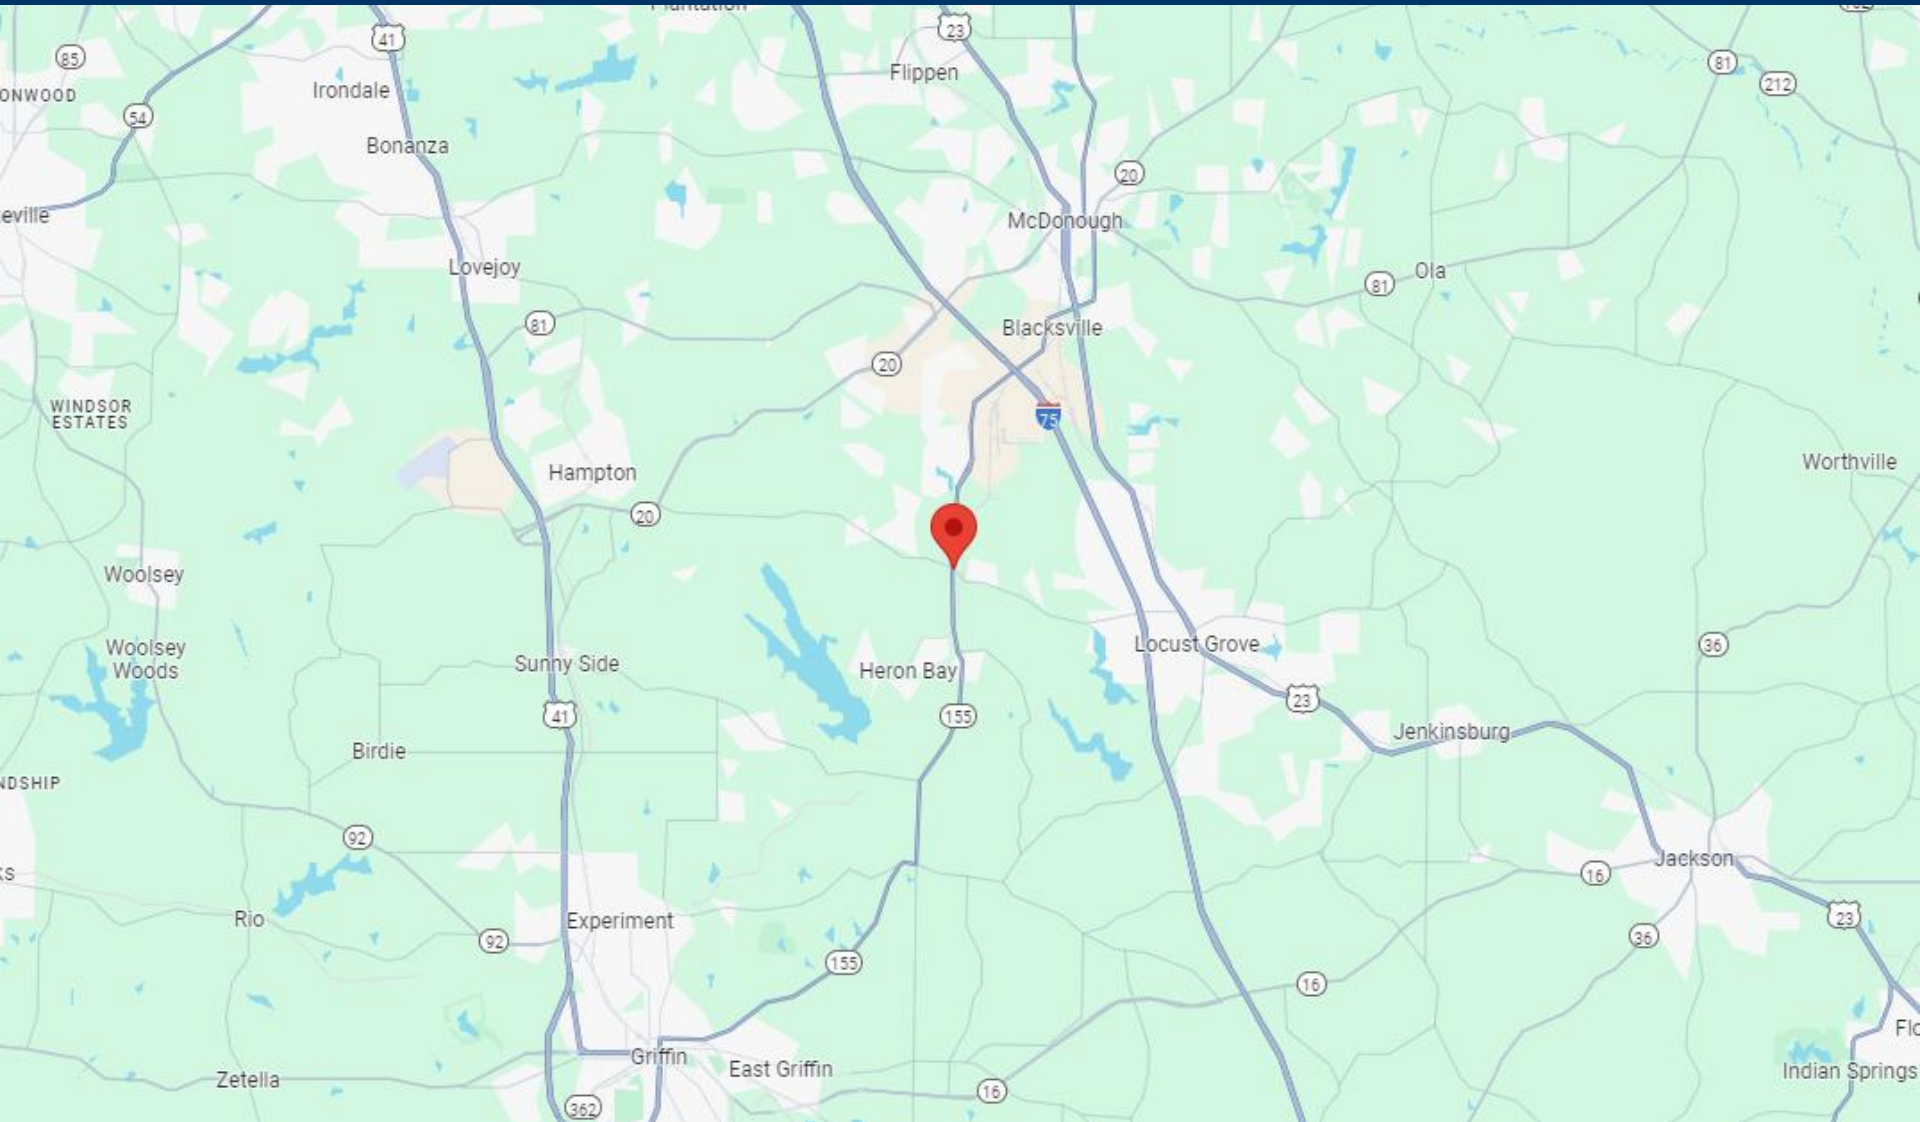 Plantation
41
23
85
Flippen
81
212
Irondale
ONWOOD
54
Bonanza
20
eville
McDonough
Lovejoy
Ola
81
81
Blacksville
20
WINDSOR
ESTATES
75
Worthville
Hampton
20
Woolsey
Woolsey
Woods
Sunny Side
Heron Bay
Locust Grove
36
23
41
155
Jenkinsburg
Birdie
NDSHIP
92
Jackson
16
KS
Rio
Experiment
23
92
36
155
16
Flo
Griffin
East Griffin
Indian Springs
Zetella
16
362